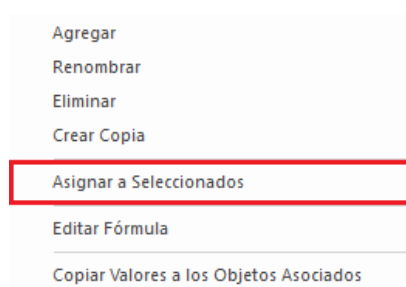 Agregar
Renombrar
Eliminar
Crear Copia
Asignar a Seleccionados
Editar Fórmula
Copiar Valores a los Objetos Asociados